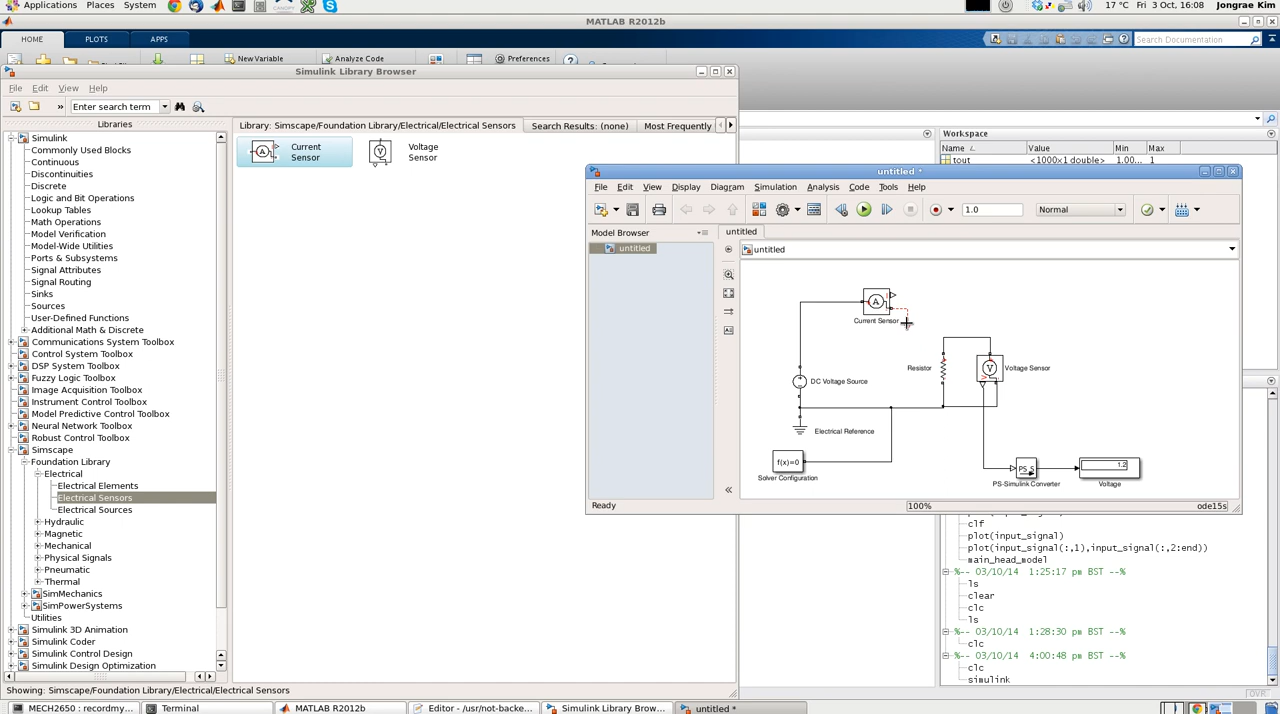 Applications Places System 17 °C Fri 3 Oct, 16:08 Jongrae Kim
MATLAB R2012b
HOME PLOTS APPS Search Documentation
New Variable Analyze Code Preferences
Simulink Library Browser
File Edit View Help
» Enter search term
Libraries
Library: Simscape/Foundation Library/Electrical/Electrical Sensors Search Results: (none) Most Frequently
Simulink
Commonly Used Blocks
Continuous
Discontinuities
Discrete
Logic and Bit Operations
Lookup Tables
Math Operations
Model Verification
Model-Wide Utilities
Ports & Subsystems
Signal Attributes
Signal Routing
Sinks
Sources
User-Defined Functions
Additional Math & Discrete
Communications System Toolbox
Control System Toolbox
DSP System Toolbox
Fuzzy Logic Toolbox
Image Acquisition Toolbox
Instrument Control Toolbox
Model Predictive Control Toolbox
Neural Network Toolbox
Robust Control Toolbox
Simscape
Foundation Library
Electrical
Electrical Elements
Electrical Sensors
Electrical Sources
Hydraulic
Magnetic
Mechanical
Physical Signals
Pneumatic
Thermal
SimMechanics
SimPowerSystems
Utilities
Simulink 3D Animation
Simulink Coder
Simulink Control Design
Simulink Design Optimization
Showing: Simscape/Foundation Library/Electrical/Electrical Sensors
A
Current
Sensor
V
Voltage
Sensor
Workspace
Name Value Min Max
tout <1000x1 double> 1.00... 1
untitled *
File Edit View Display Diagram Simulation Analysis Code Tools Help
1.0 Normal
Model Browser
untitled
untitled
untitled
A
Current Sensor
Resistor
V
Voltage Sensor
DC Voltage Source
Electrical Reference
f(x)=0
Solver Configuration
PS S
PS-Simulink Converter
1.2
Voltage
«
Ready 100% ode15s
clf
plot(input_signal)
plot(input_signal(:,1),input_signal(:,2:end))
main_head_model
%-- 03/10/14 1:25:17 pm BST --%
ls
clear
clc
ls
%-- 03/10/14 1:28:30 pm BST --%
clc
%-- 03/10/14 4:00:48 pm BST --%
clc
simulink
OVR
MECH2650 : recordmy... Terminal MATLAB R2012b Editor - /usr/not-backe... Simulink Library Brow... untitled *